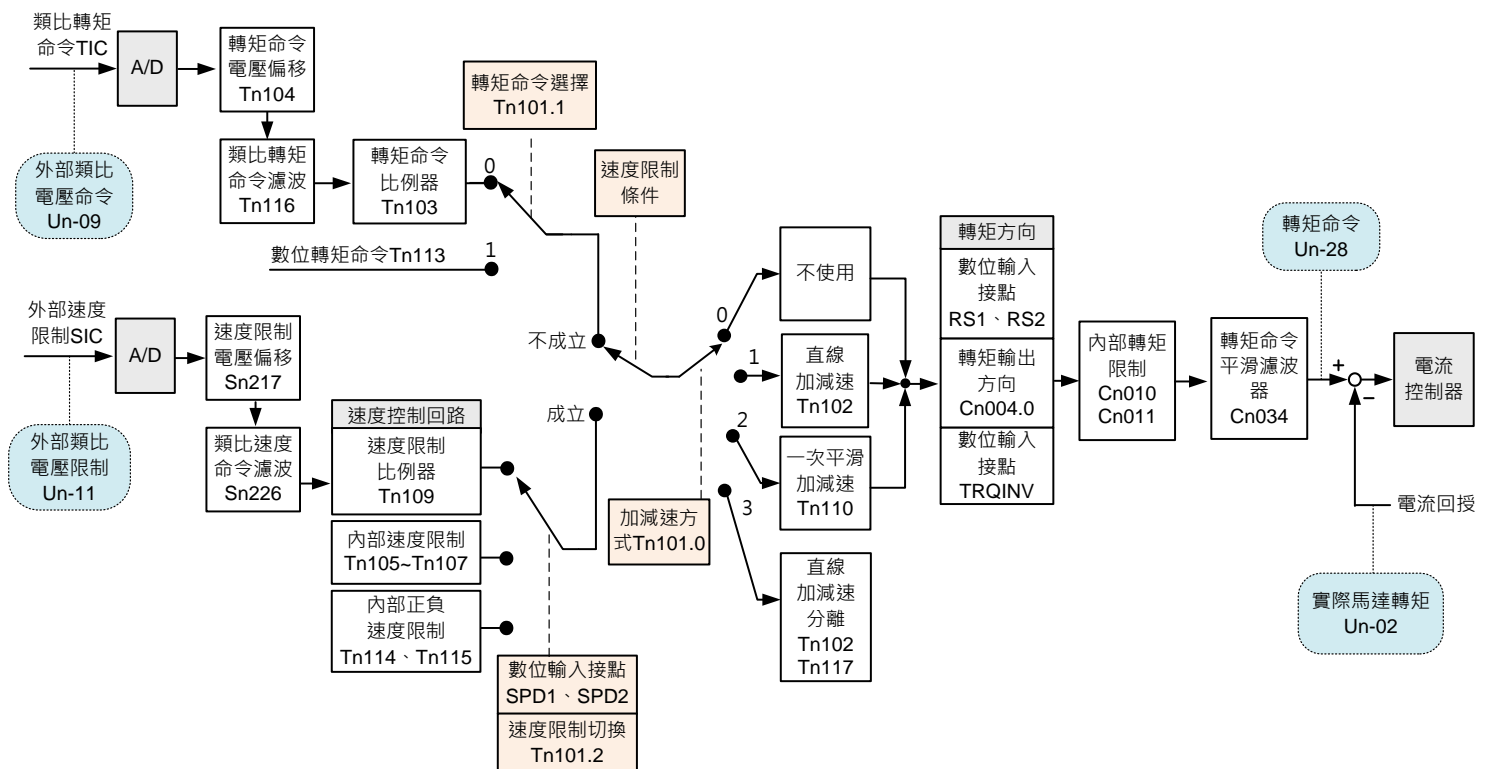 類比轉矩
命令TIC
A/D
轉矩命令
電壓偏移
Tn104
外部類比
電壓命令
Un-09
類比轉矩
命令濾波
Tn116
轉矩命令
比例器
Tn103
轉矩命令選擇
Tn101.1
0
數位轉矩命令Tn113
1
速度限制
條件
不成立
成立
外部速度
限制SIC
A/D
速度限制
電壓偏移
Sn217
外部類比
電壓限制
Un-11
類比速度
命令濾波
Sn226
速度控制回路
速度限制
比例器
Tn109
內部速度限制
Tn105~Tn107
內部正負
速度限制
Tn114、Tn115
數位輸入接點
SPD1、SPD2
速度限制切換
Tn101.2
加減速方
式Tn101.0
0
1
2
3
不使用
直線
加減速
Tn102
一次平滑
加減速
Tn110
直線
加減速
分離
Tn102
Tn117
轉矩方向
數位輸入
接點
RS1、RS2
轉矩輸出
方向
Cn004.0
數位輸入
接點
TRQINV
內部轉矩
限制
Cn010
Cn011
轉矩命令
平滑濾波
器
Cn034
轉矩命令
Un-28
+
−
電流
控制器
電流回授
實際馬達轉矩
Un-02